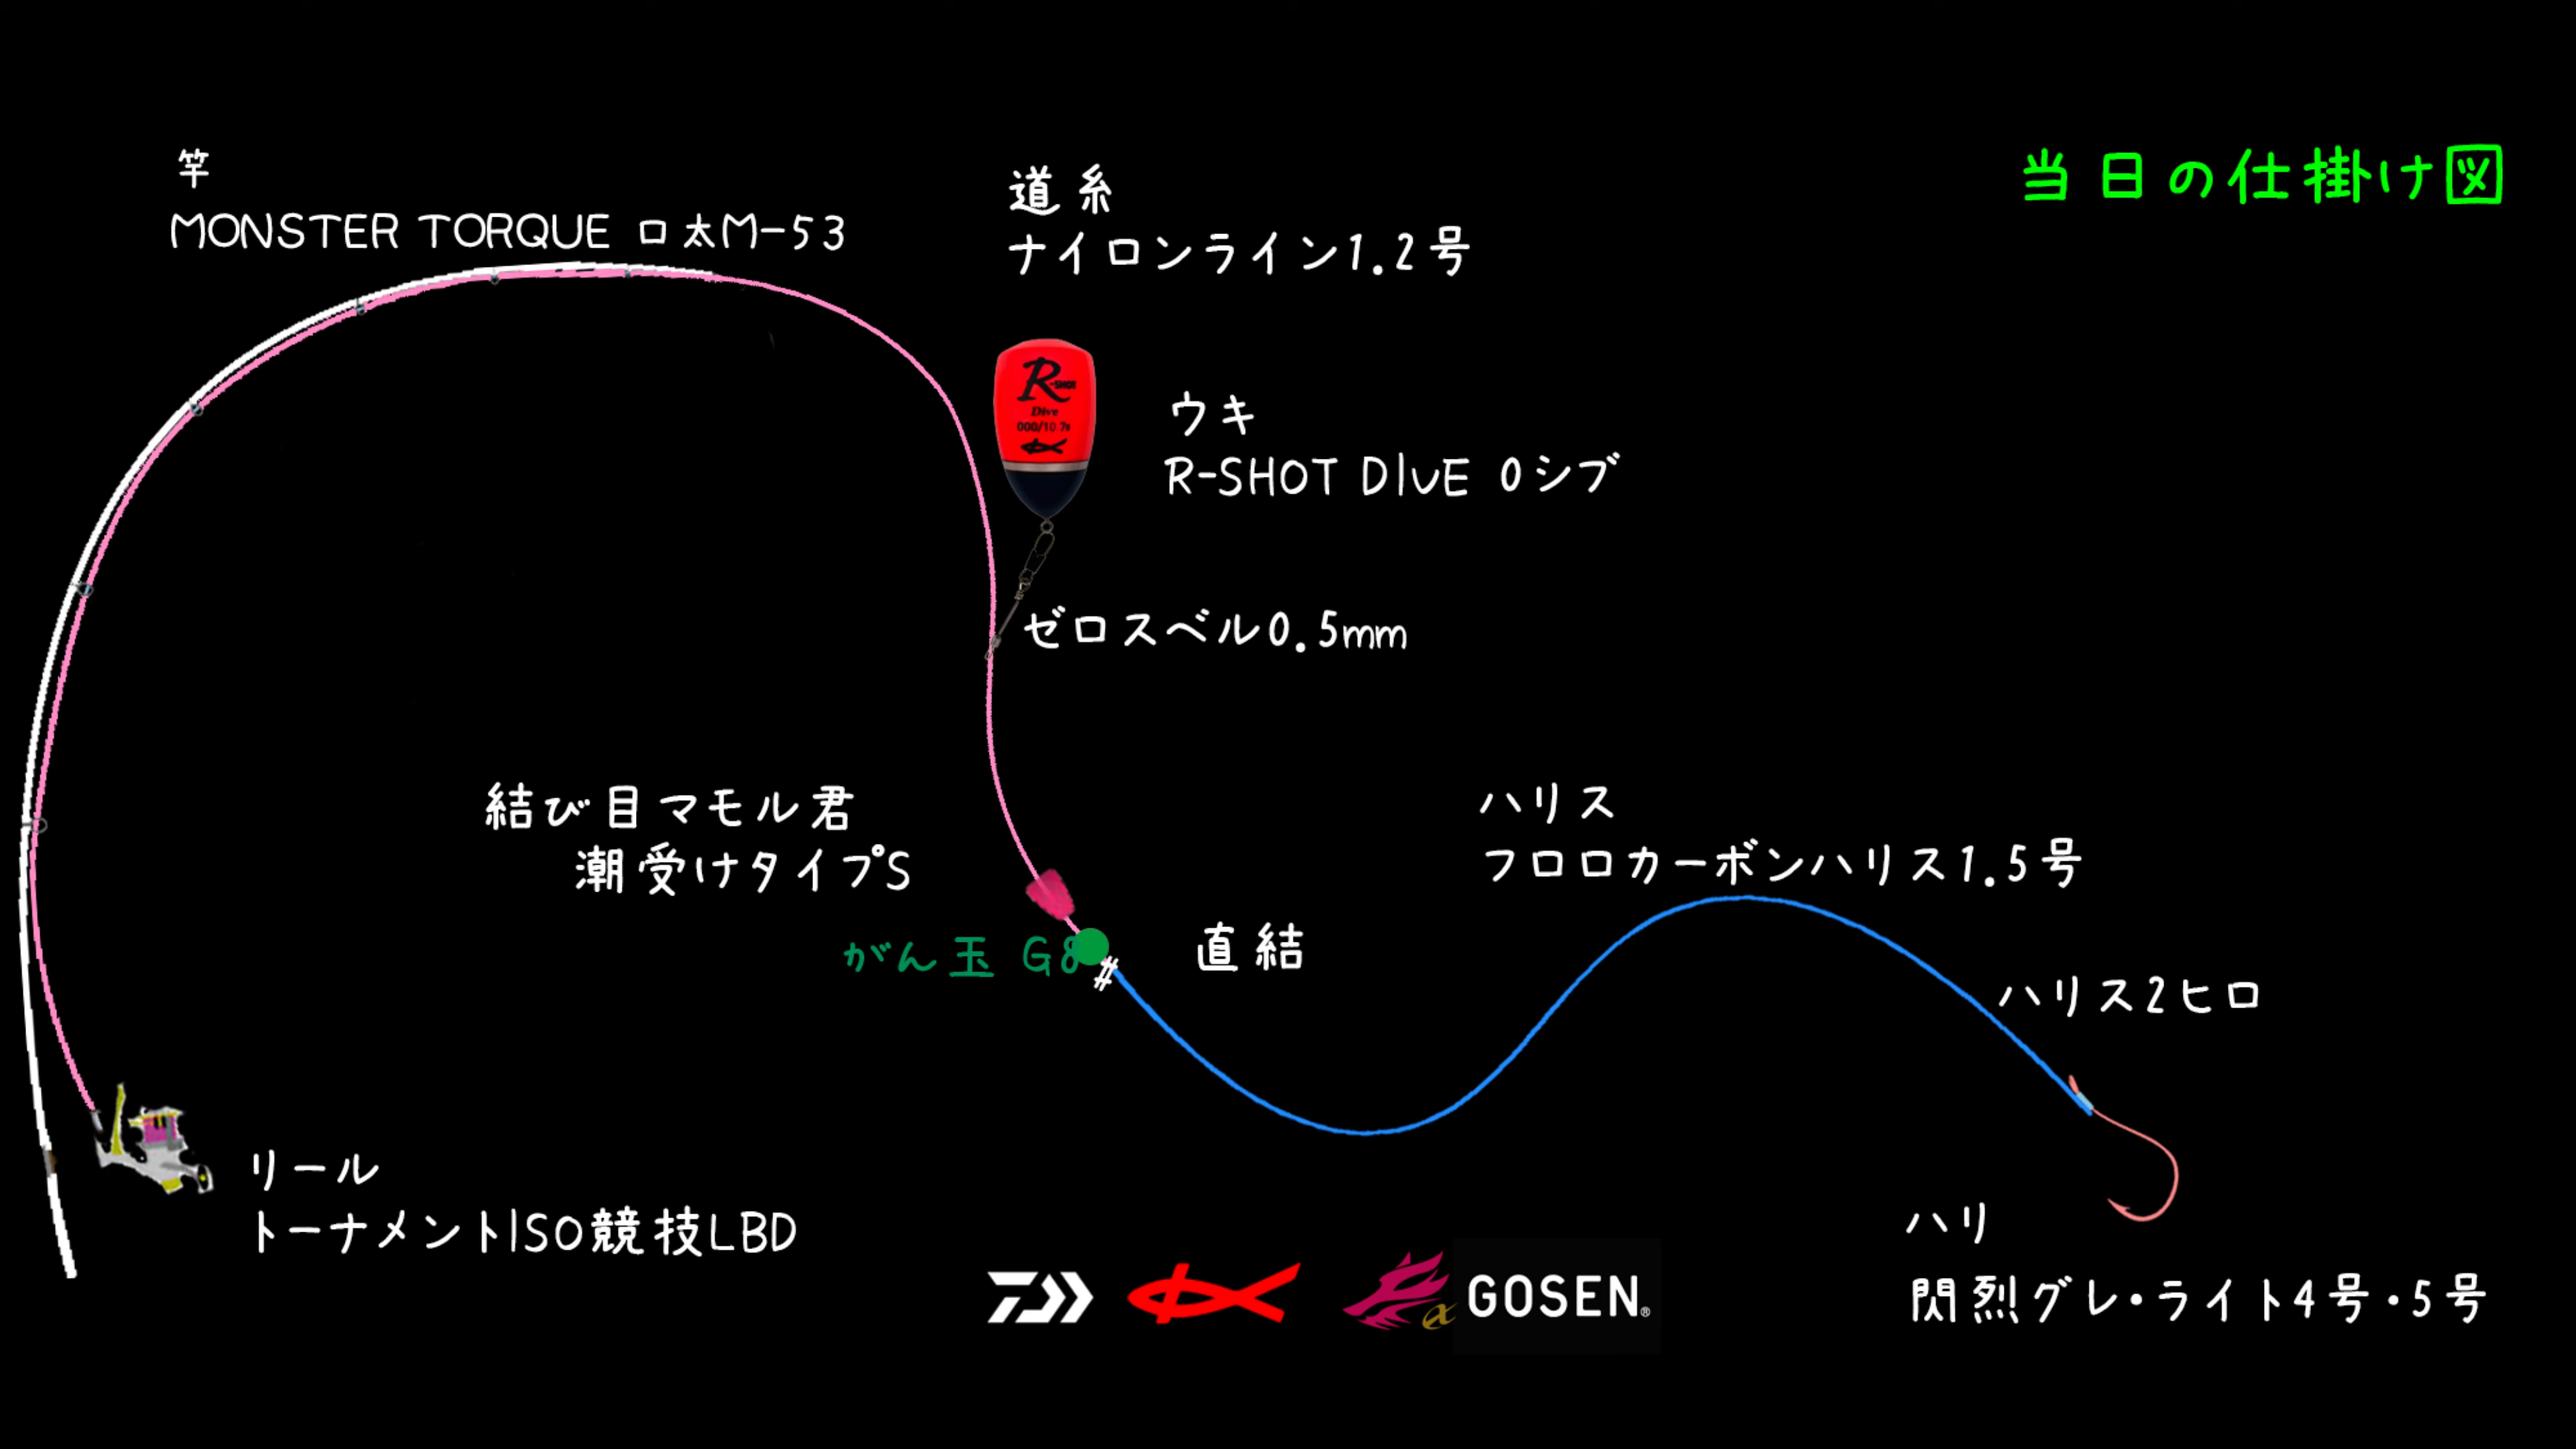 当日の仕掛け図
竿
MONSTER TORQUE 口太M-53
道糸
ナイロンライン1.2号
R-SHOT
Dive
000/10 7s
ウキ
R-SHOT DIVE 0シブ
ゼロスベル0.5mm
結び目マモル君
潮受けタイプS
がん玉 G8
直結
ハリス
フロロカーボンハリス1.5号
ハリス2ヒロ
リール
トーナメントISO競技LBD
ハリ
閃烈グレ・ライト4号・5号
α GOSEN®